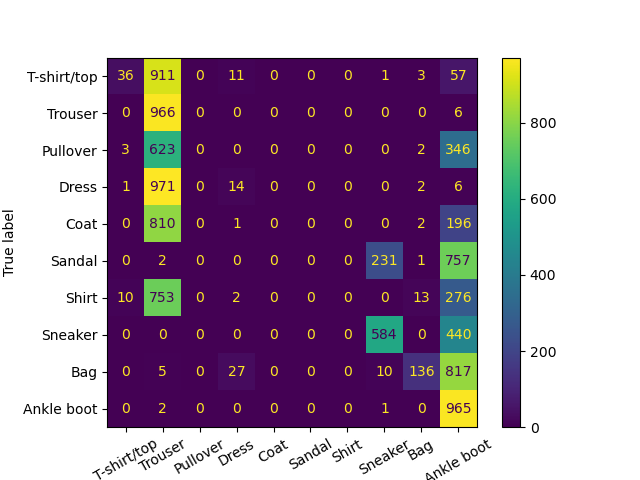 T-shirt/top 36 911 0 11 0 0 0 1 3 57
Trouser 0 966 0 0 0 0 0 0 0 6
Pullover 3 623 0 0 0 0 0 0 2 346
Dress 1 971 0 14 0 0 0 0 2 6
Coat 0 810 0 1 0 0 0 0 2 196
Sandal 0 2 0 0 0 0 0 231 1 757
Shirt 10 753 0 2 0 0 0 0 13 276
Sneaker 0 0 0 0 0 0 0 584 0 440
Bag 0 5 0 27 0 0 0 10 136 817
Ankle boot 0 2 0 0 0 0 0 1 0 965
True label
T-shirt/top Trouser Pullover Dress Coat Sandal Shirt Sneaker Bag Ankle boot
800
600
400
200
0